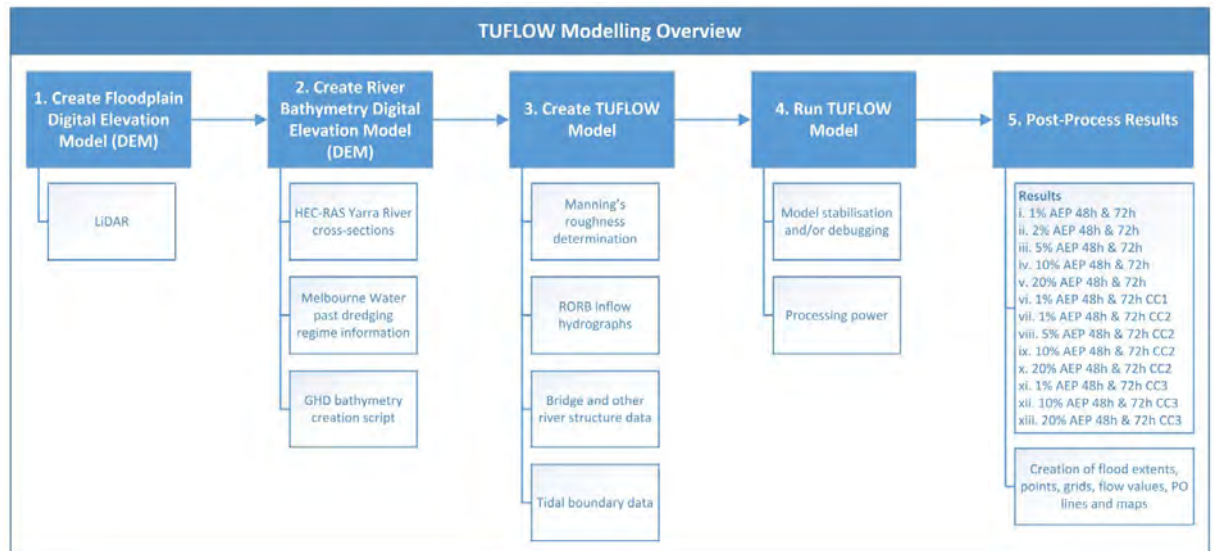 TUFLOW Modelling Overview
1. Create Floodplain
Digital Elevation
Model (DEM)
LiDAR
2. Create River
Bathymetry Digital
Elevation Model
(DEM)
HEC-RAS Yarra River
cross-sections
Melbourne Water
past dredging
regime information
GHD bathymetry
creation script
3. Create TUFLOW
Model
Manning's
roughness
determination
RORB inflow
hydrographs
Bridge and other
river structure data
Tidal boundary data
4. Run TUFLOW
Model
Model stabilisation
and/or debugging
Processing power
5. Post-Process Results
Results
i. 1% AEP 48h & 72h
ii. 2% AEP 48h & 72h
iii. 5% AEP 48h & 72h
iv. 10% AEP 48h & 72h
v. 20% AEP 48h & 72h
vi. 1% AEP 48h & 72h CC1
vii. 1% AEP 48h & 72h CC2
viii. 5% AEP 48h & 72h CC2
ix. 10% AEP 48h & 72h CC2
x. 20% AEP 48h & 72h CC2
xi. 1% AEP 48h & 72h CC3
xii. 10% AEP 48h & 72h CC3
xiii. 20% AEP 48h & 72h CC3
Creation of flood extents,
points, grids, flow values, PO
lines and maps